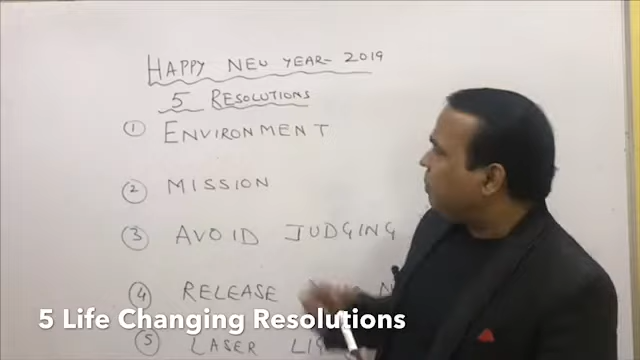 HAPPY NEW YEAR- 2019
5 RESOLUTIONS
① ENVIRONMENT
② MISSION
③ AVOID JUDGING
④ RELEASE
5 Life Changing Resolutions
⑤ LASER